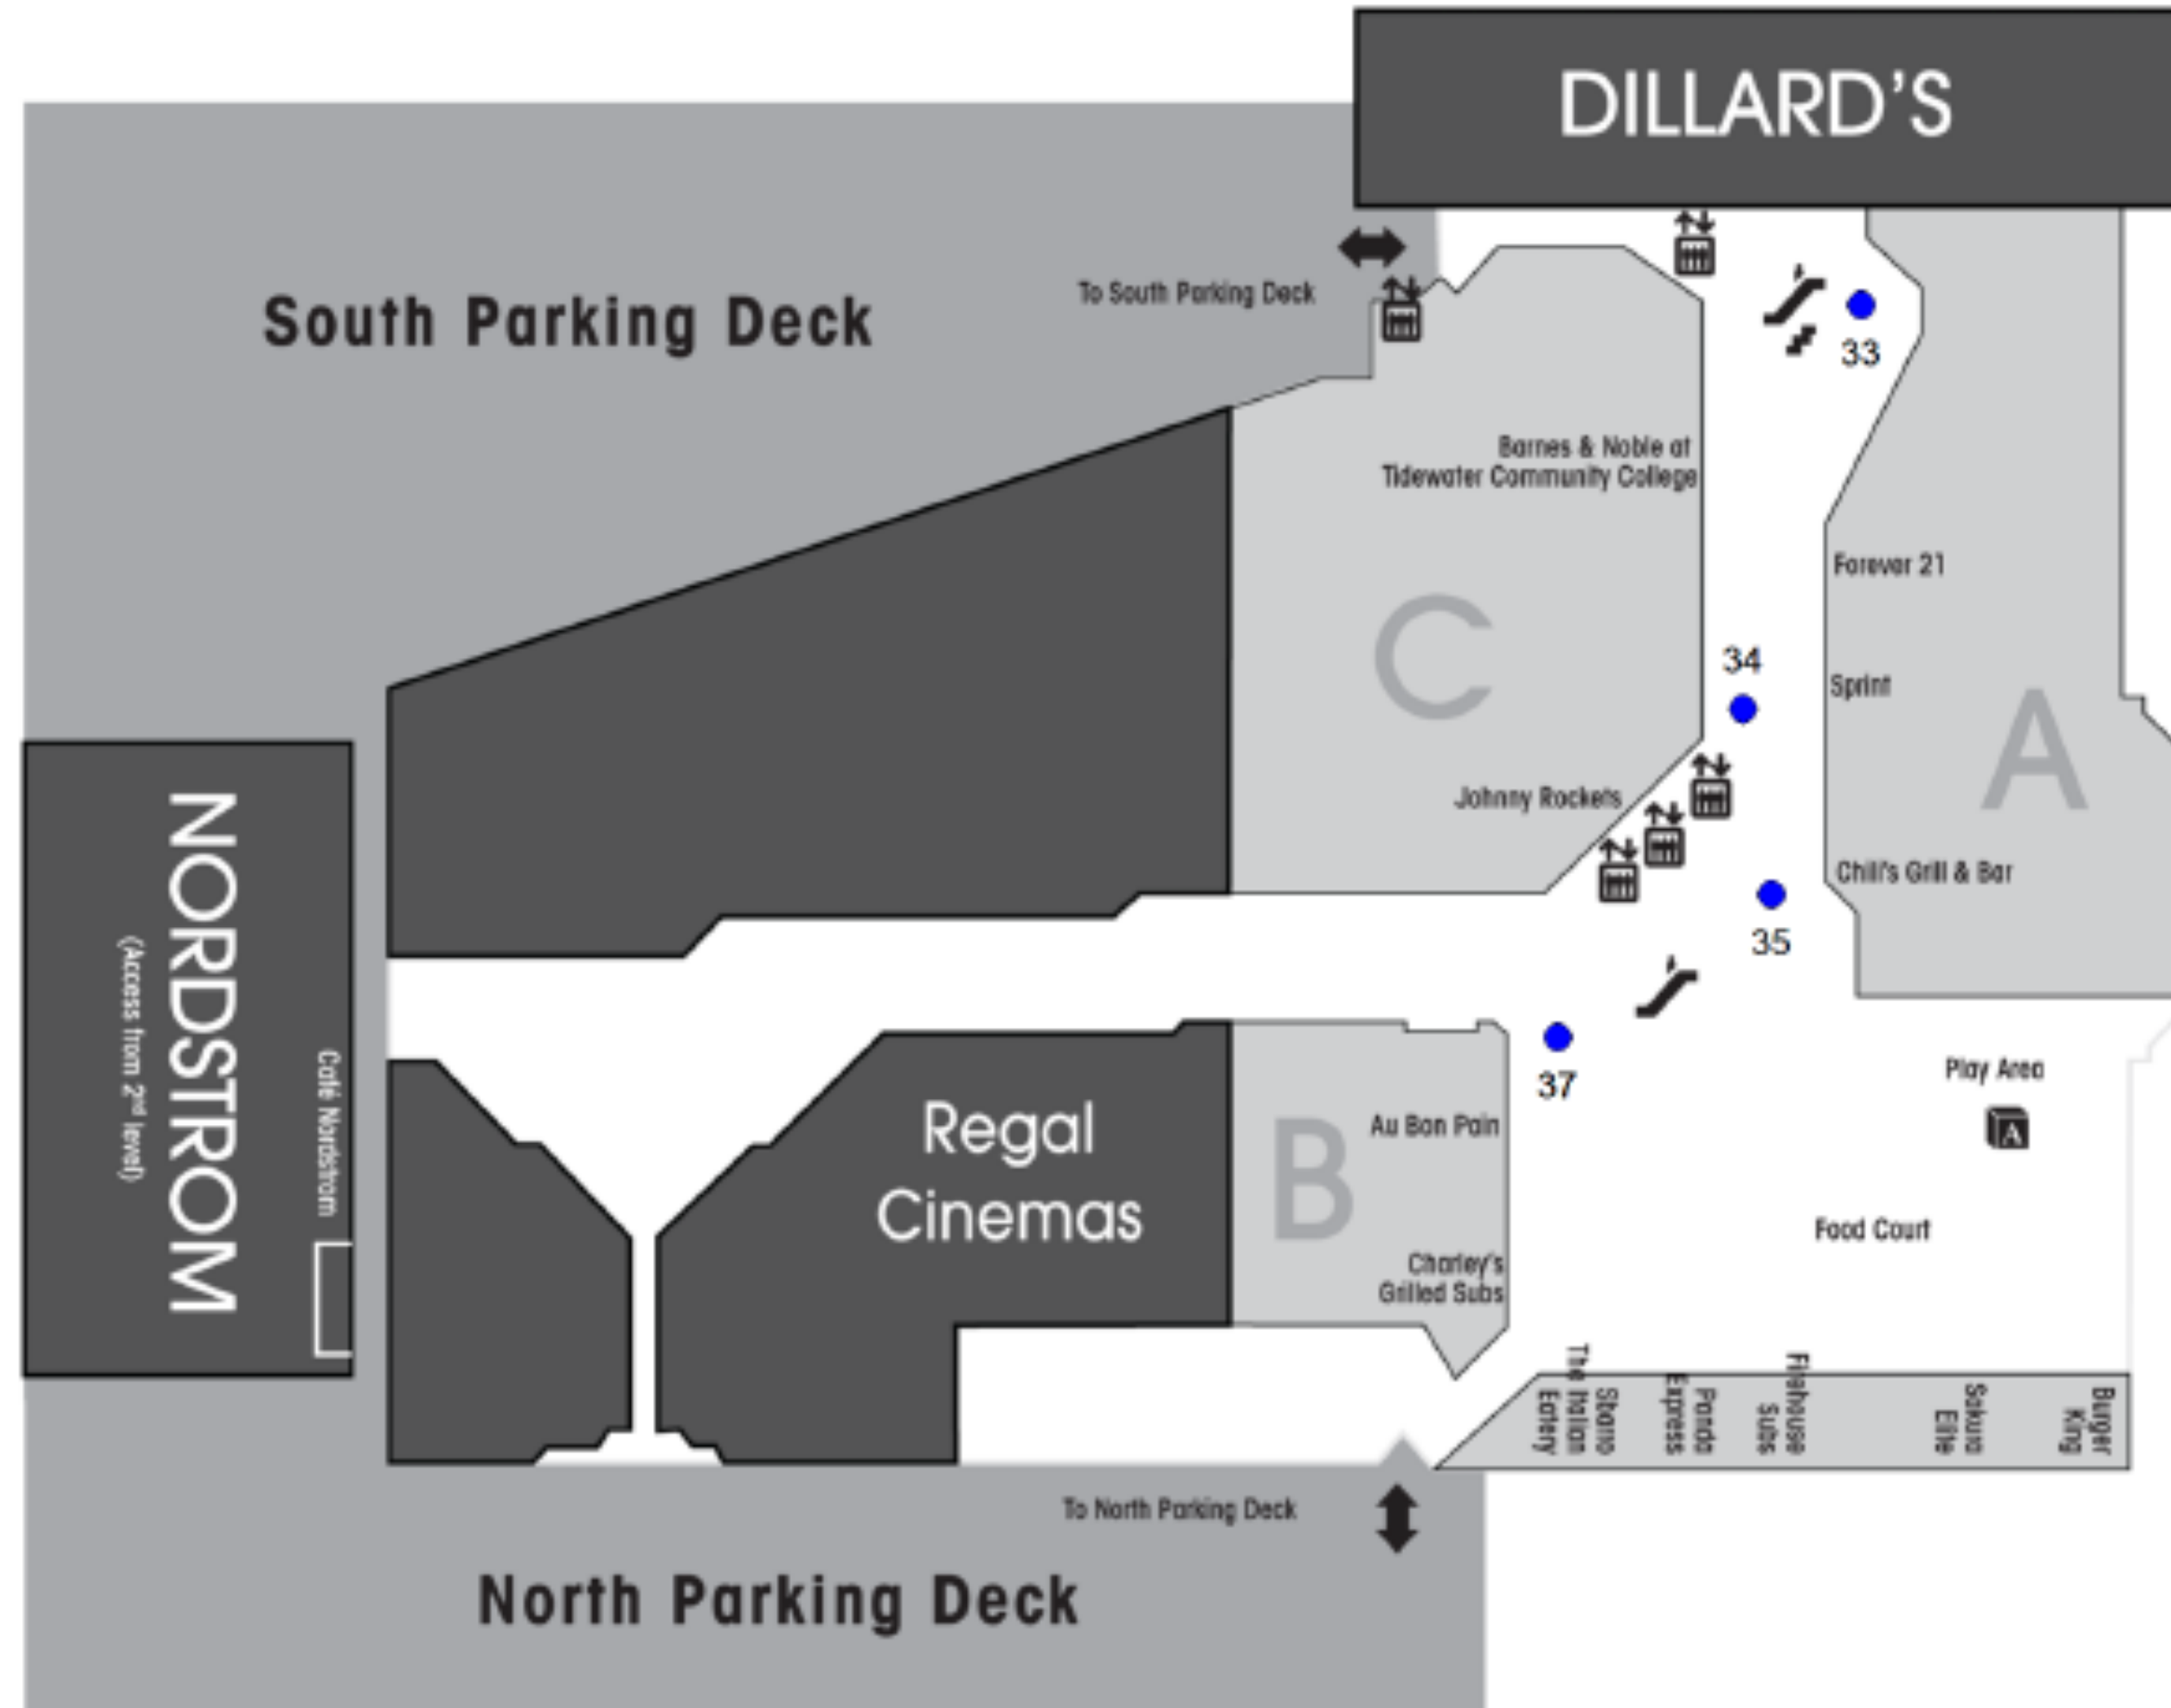 DILLARD'S
South Parking Deck
To South Parking Deck
33
Barnes & Noble at
Tidewater Community College
Forever 21
C
34
Sprint
A
Johnny Rockets
Chill's Grill & Bar
35
NORDSTROM
(Access from 2nd level)
Café Nordstrom
37
Play Area
A
Regal
Cinemas
B
Au Bon Pain
Food Court
Charley's
Grilled Subs
The Italian
Eatery
Sbarro
Panda
Express
Firehouse
Subs
Sakura
Elite
Burger
King
To North Parking Deck
North Parking Deck